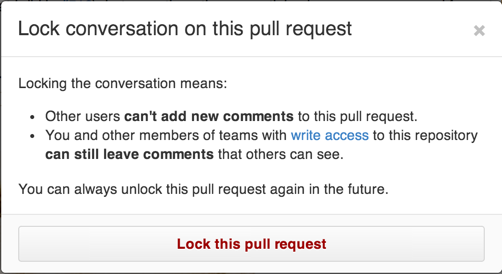 Lock conversation on this pull request
Locking the conversation means:
• Other users can't add new comments to this pull request.
• You and other members of teams with write access to this repository
can still leave comments that others can see.
You can always unlock this pull request again in the future.
Lock this pull request